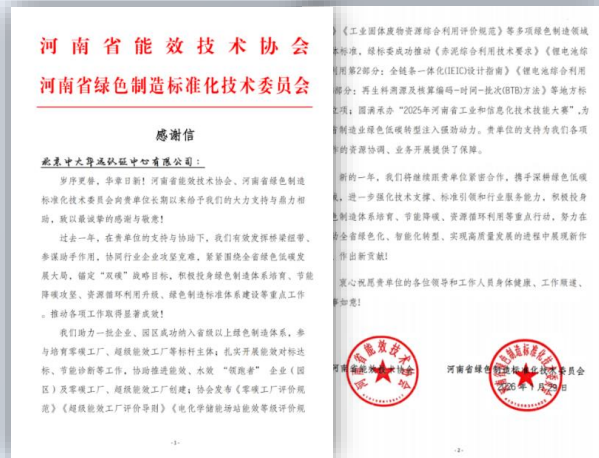 河南省能效技术协会
河南省绿色制造标准化技术委员会
感谢信
北京中大华远认证中心有限公司：
岁序更替，华章日新！河南省能效技术协会、河南省绿色制造
标准化技术委员会向贵单位长期以来给予我们的大力支持与鼎力相
助，致以最诚挚的感谢与敬意！
过去一年，在贵单位的支持与协助下，我们有效发挥桥梁纽带、
参谋助手作用，协同行业企业攻坚克难，紧紧围绕全省绿色低碳发
展大局，锚定“双碳”战略目标，积极投身绿色制造体系培育、节能
降碳攻坚、资源循环利用升级、绿色制造标准体系建设等重点工作
，推动各项工作取得显著成效！
我们助力一批企业、园区成功纳入省级以上绿色制造体系，参
与培育零碳工厂、超级能效工厂等标杆主体；扎实开展能效对标达
标、节能诊断等工作，协助推进能效、水效 “领跑者” 企业（园
区）及零碳工厂、超级能效工厂创建；协会发布《零碳工厂评价规
范》《超级能效工厂评价导则》《电化学储能场站能效等级评价规
-1-
》《工业固体废物资源综合利用评价规范》等多项绿色制造领域
体标准，绿标委成功推动《赤泥综合利用技术要求》《锂电池综
利用第2部分：全链条一体化(IEIC)设计指南》《锂电池综合利用
部分：再生料溯源及核算编码-时间-批次(BTB)方法》等地方标
立项；圆满承办“2025年河南省工业和信息化技术技能大赛”，为
省制造业绿色低碳转型注入强劲动力。贵单位的支持为我们各项
作的资源协调、业务开展提供了保障。
新的一年，我们将继续跟贵单位紧密合作，携手深耕绿色低碳
域，进一步强化技术支撑、标准引领和行业服务能力，积极投身
色制造体系培育、节能降碳、资源循环利用等重点行动，努力在
动全省绿色化、智能化转型，实现高质量发展的进程中展现新作
、作出新贡献！
衷心祝愿贵单位的各位领导和工作人员身体健康、工作顺遂、
事如意！
河南省能效技术协会
河南省绿色制造标准化技术委员会
2026年1月29日
-2-